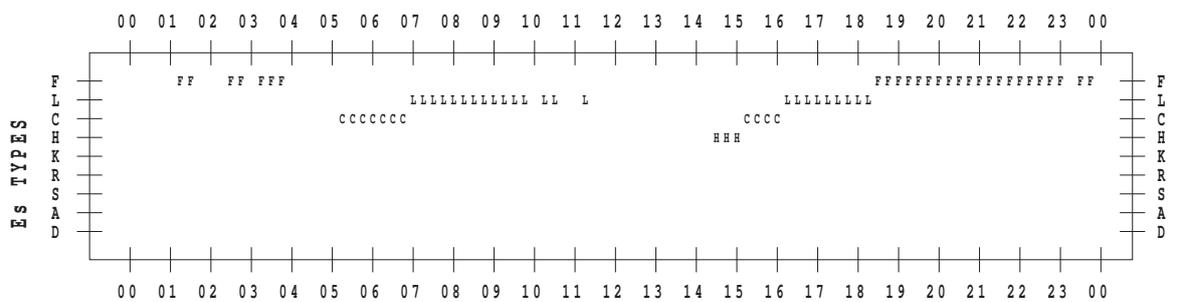 00 01 02 03 04 05 06 07 08 09 10 11 12 13 14 15 16 17 18 19 20 21 22 23 00
F FF FF FFF FFFFFFFFFFFFFFFFFFF FF F
L LLLLLLLLLLLL LL L LLLLLLLLL L
C CCCCCCC CCCC C
H HHH H
K K
R R
S S
A A
D D
Es TYPES
00 01 02 03 04 05 06 07 08 09 10 11 12 13 14 15 16 17 18 19 20 21 22 23 00